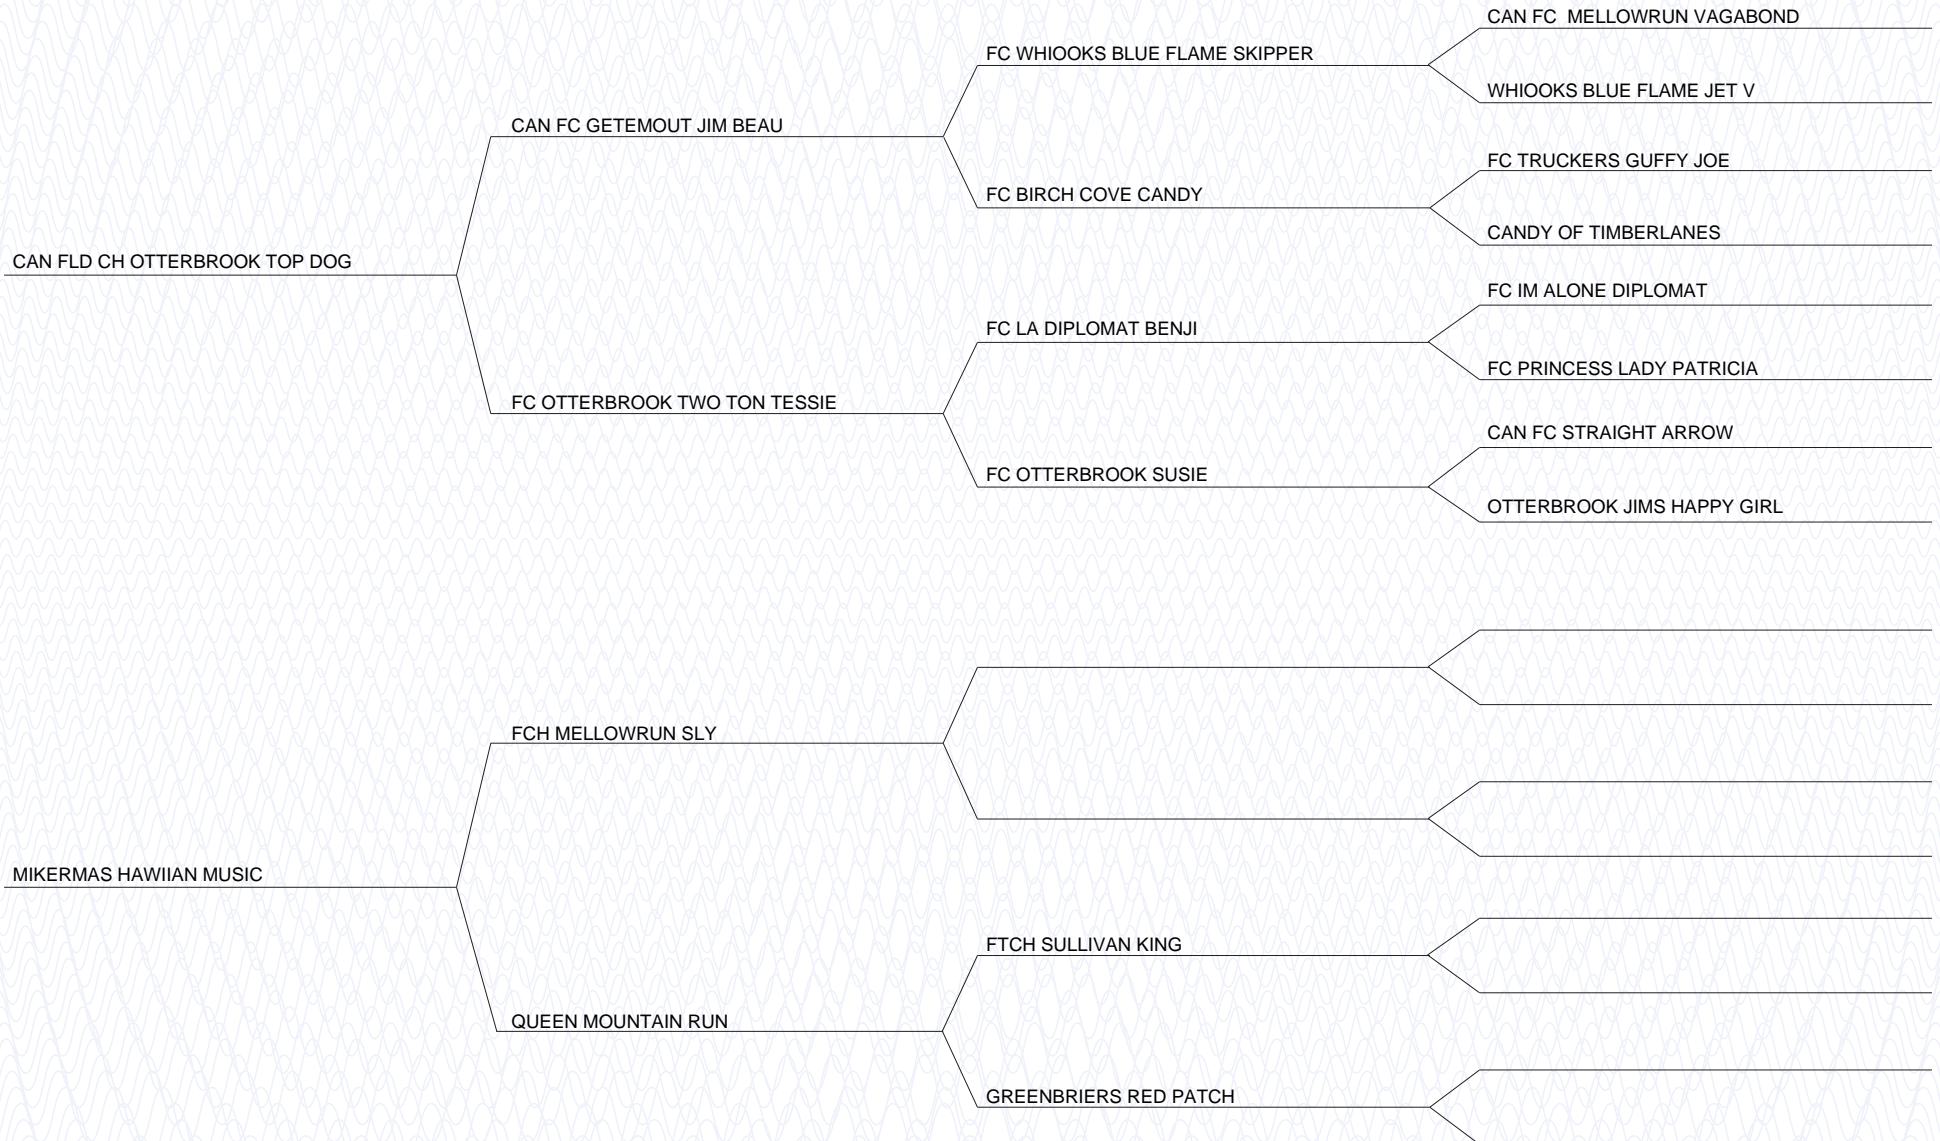 CAN FC  MELLOWRUN VAGABOND
FC WHIOOKS BLUE FLAME SKIPPER
WHIOOKS BLUE FLAME JET V
CAN FC GETEMOUT JIM BEAU
FC TRUCKERS GUFFY JOE
FC BIRCH COVE CANDY
CANDY OF TIMBERLANES
CAN FLD CH OTTERBROOK TOP DOG
FC IM ALONE DIPLOMAT
FC LA DIPLOMAT BENJI
FC PRINCESS LADY PATRICIA
FC OTTERBROOK TWO TON TESSIE
CAN FC STRAIGHT ARROW
FC OTTERBROOK SUSIE
OTTERBROOK JIMS HAPPY GIRL
FCH MELLOWRUN SLY
MIKERMAS HAWIIAN MUSIC
FTCH SULLIVAN KING
QUEEN MOUNTAIN RUN
GREENBRIERS RED PATCH